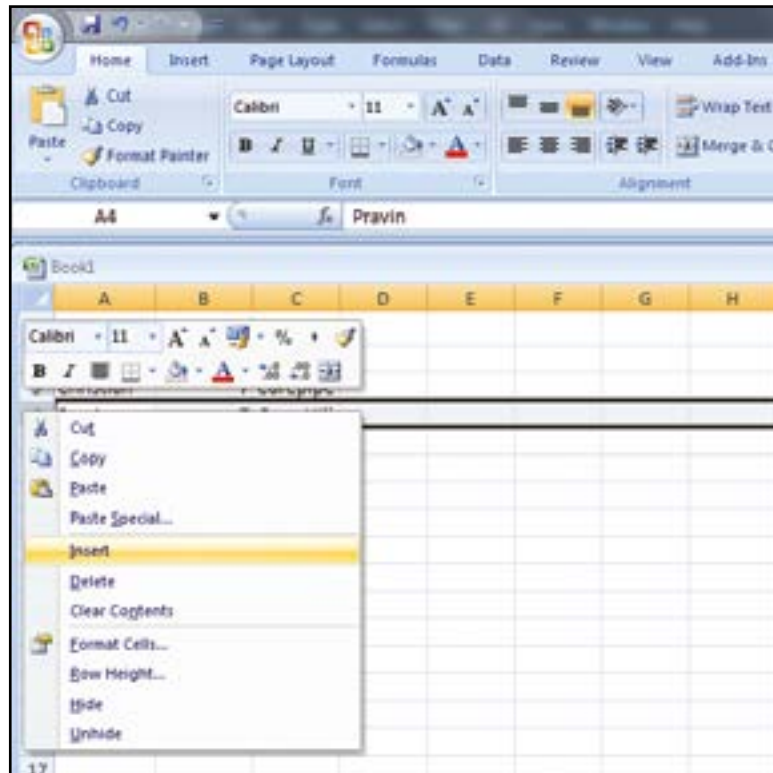 Home Insert Page Layout Formulas Data Review View Add-Ins
Cut
Copy
Paste
Format Painter
Clipboard
Calibri 11 A A
B I U A
Font
Wrap Text
Merge & C
Alignment
A4 fx Pravin
Book1
A B C D E F G H
Calibri 11 A A %
B I A
Cut
Copy
Paste
Paste Special...
Insert
Delete
Clear Contents
Format Cells...
Row Height...
Hide
Unhide
17